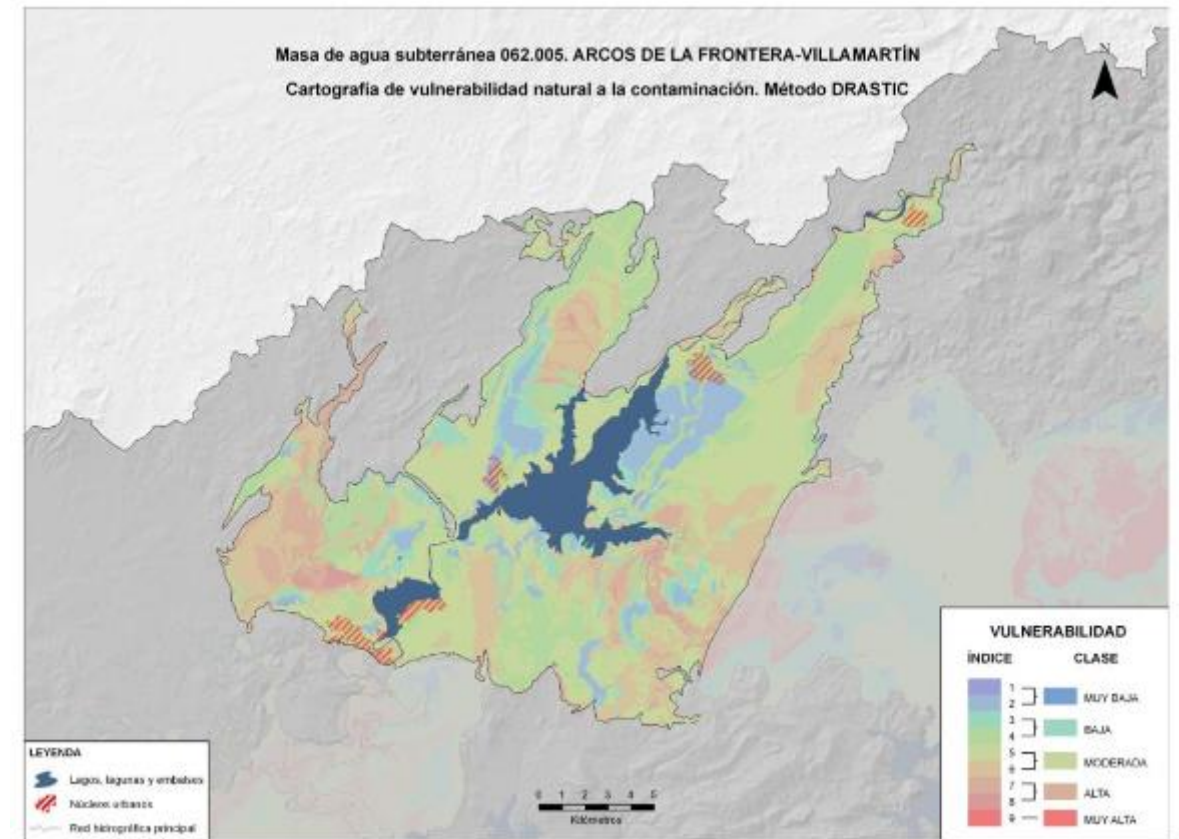 Masa de agua subterránea 062.005. ARCOS DE LA FRONTERA-VILLAMARTÍN
Cartografía de vulnerabilidad natural a la contaminación. Método DRASTIC
N
VULNERABILIDAD
ÍNDICE CLASE
1
2
MUY BAJA
3
4
BAJA
5
6
MODERADA
7
8
ALTA
9
MUY ALTA
LEYENDA
Lagos, lagunas y embalses
Núcleos urbanos
Red hidrográfica principal
0 1 2 3 4 5
Kilómetros